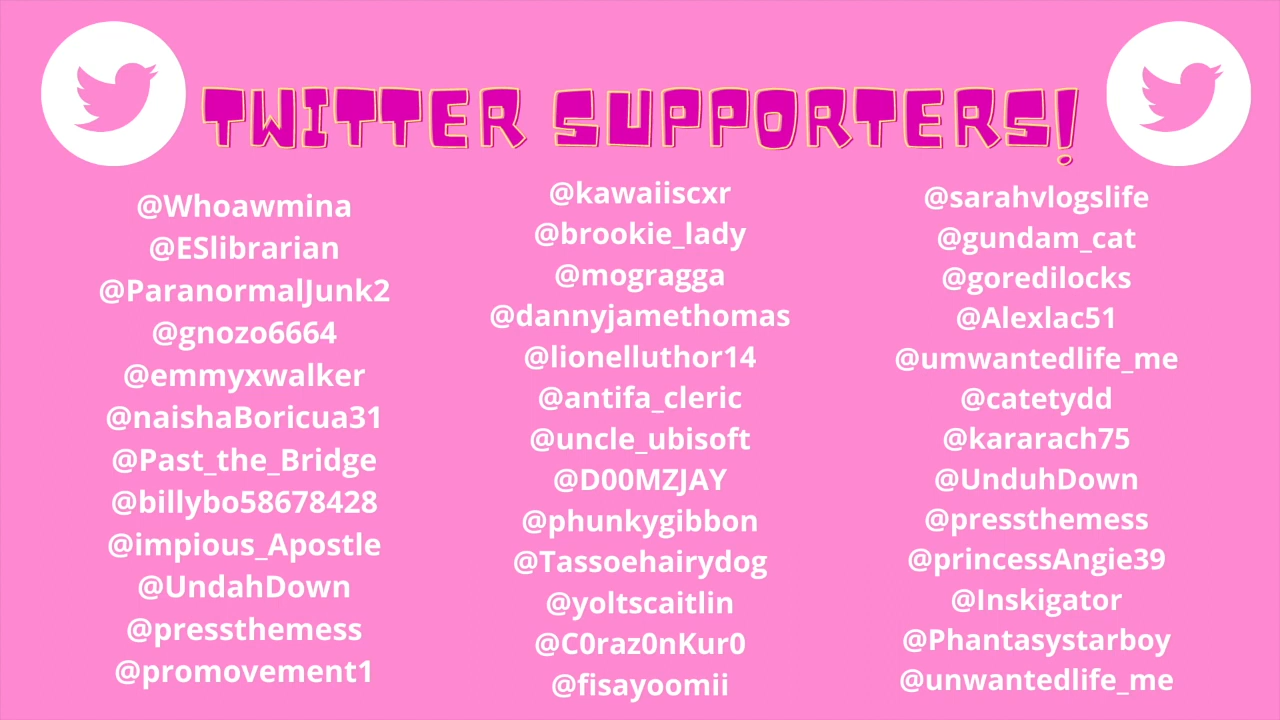 TWITTER SUPPORTERS!
@Whoawmina
@ESlibrarian
@ParanormalJunk2
@gnozo6664
@emmyxwalker
@naishaBoricua31
@Past_the_Bridge
@billybo58678428
@impious_Apostle
@UndahDown
@pressthemess
@promovement1
@kawaiiscxr
@brookie_lady
@mogragga
@dannyjamethomas
@lionelluthor14
@antifa_cleric
@uncle_ubisoft
@D00MZJAY
@phunkygibbon
@Tassoehairydog
@yoltscaitlin
@C0raz0nKur0
@fisayoomii
@sarahvlogslife
@gundam_cat
@goredilocks
@Alexlac51
@umwantedlife_me
@catetydd
@kararach75
@UnduhDown
@pressthemess
@princessAngie39
@Inskigator
@Phantasystarboy
@unwantedlife_me